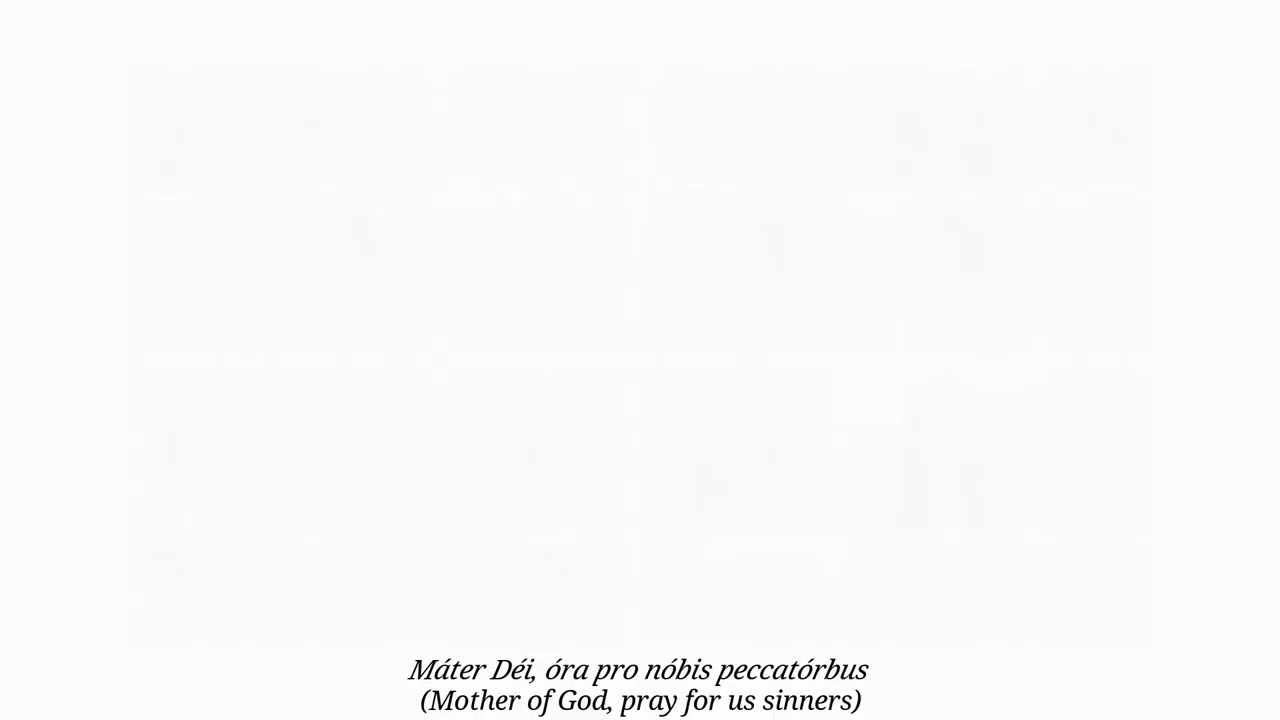 Máter Déi, óra pro nóbis peccatórbus
(Mother of God, pray for us sinners)